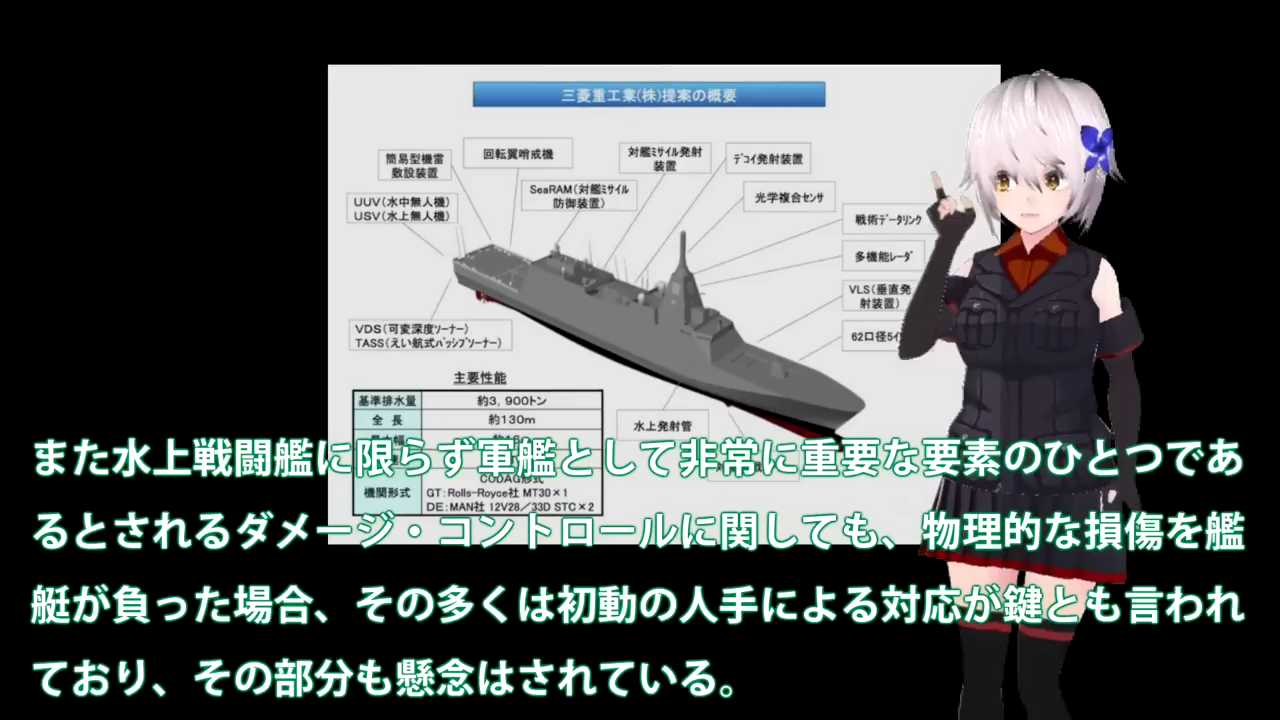 三菱重工業(株)提案の概要
簡易型機雷
敷設装置
回転翼哨戒機
対艦ミサイル発射
装置
デコイ発射装置
UUV(水中無人機)
USV(水上無人機)
SeaRAM(対艦ミサイル
防御装置)
光学複合センサ
戦術データリンク
多機能レーダ
VLS(垂直発
射装置)
62口径5イ
VDS(可変深度ソーナー)
TASS(えい航式パッシブソーナー)
水上発射管
主要性能
基準排水量 約3,900トン
全 長 約130m
CODAG形式
機関形式
GT:Rolls-Royce社 MT30×1
DE:MAN社 12V28/33D STC×2
また水上戦闘艦に限らず軍艦として非常に重要な要素のひとつであ
るとされるダメージ・コントロールに関しても、物理的な損傷を艦
艇が負った場合、その多くは初動の人手による対応が鍵とも言われ
ており、その部分も懸念はされている。